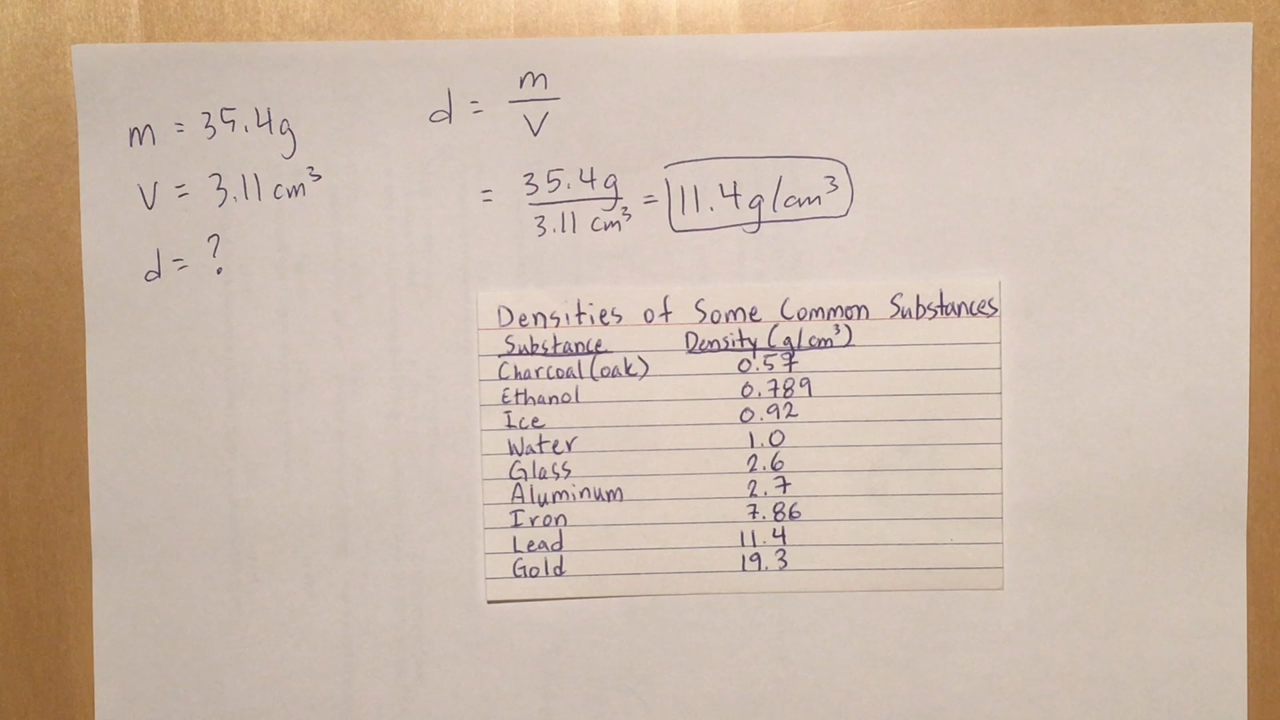 m = 35.4g
V = 3.11 cm³
d = ?
d = m/V
= 35.4g/3.11 cm³ = 11.4g/cm³
Densities of Some Common Substances
Substance Density (g/cm³)
Charcoal (oak) 0.57
Ethanol 0.789
Ice 0.92
Water 1.0
Glass 2.6
Aluminum 2.7
Iron 7.86
Lead 11.4
Gold 19.3